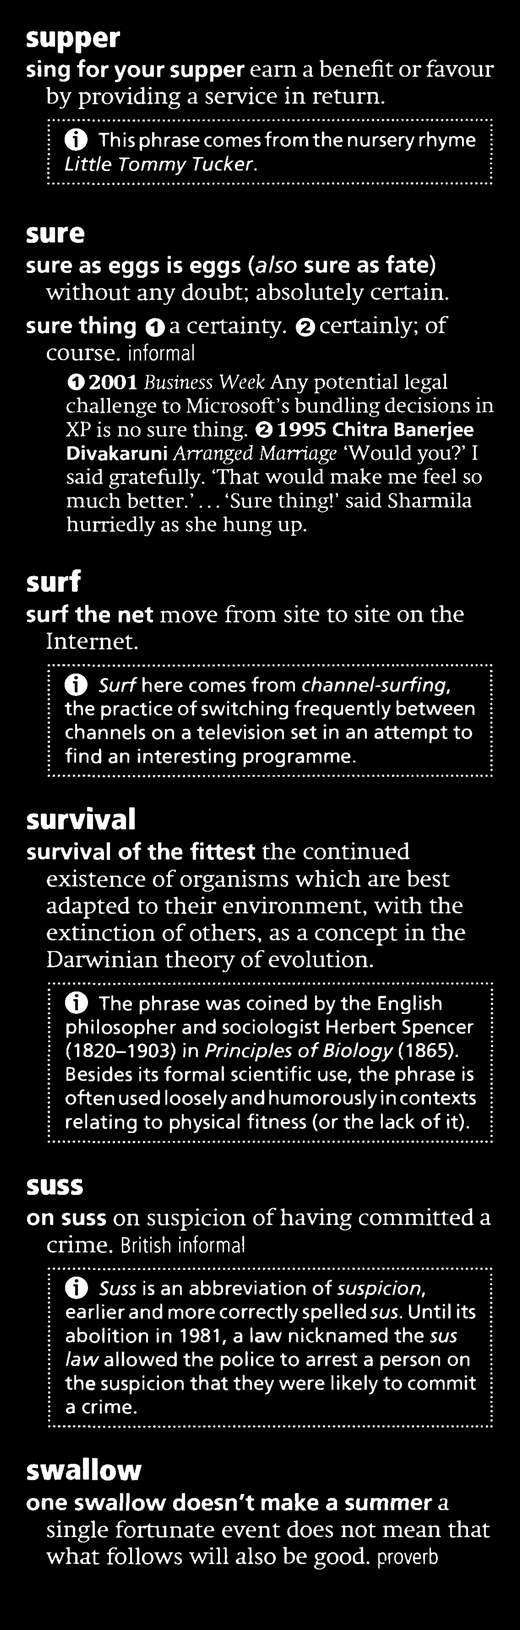 supper
sing for your supper earn a benefit or favour
by providing a service in return.
ⓘ This phrase comes from the nursery rhyme
Little Tommy Tucker.
sure
sure as eggs is eggs (also sure as fate)
without any doubt; absolutely certain.
sure thing ❶ a certainty. ❷ certainly; of
course. informal
❶ 2001 Business Week Any potential legal
challenge to Microsoft's bundling decisions in
XP is no sure thing. ❷ 1995 Chitra Banerjee
Divakaruni Arranged Marriage ‘Would you?’ I
said gratefully. ‘That would make me feel so
much better.’ … ‘Sure thing!’ said Sharmila
hurriedly as she hung up.
surf
surf the net move from site to site on the
Internet.
ⓘ Surf here comes from channel-surfing,
the practice of switching frequently between
channels on a television set in an attempt to
find an interesting programme.
survival
survival of the fittest the continued
existence of organisms which are best
adapted to their environment, with the
extinction of others, as a concept in the
Darwinian theory of evolution.
ⓘ The phrase was coined by the English
philosopher and sociologist Herbert Spencer
(1820–1903) in Principles of Biology (1865).
Besides its formal scientific use, the phrase is
often used loosely and humorously in contexts
relating to physical fitness (or the lack of it).
suss
on suss on suspicion of having committed a
crime. British informal
ⓘ Suss is an abbreviation of suspicion,
earlier and more correctly spelled sus. Until its
abolition in 1981, a law nicknamed the sus
law allowed the police to arrest a person on
the suspicion that they were likely to commit
a crime.
swallow
one swallow doesn't make a summer a
single fortunate event does not mean that
what follows will also be good. proverb